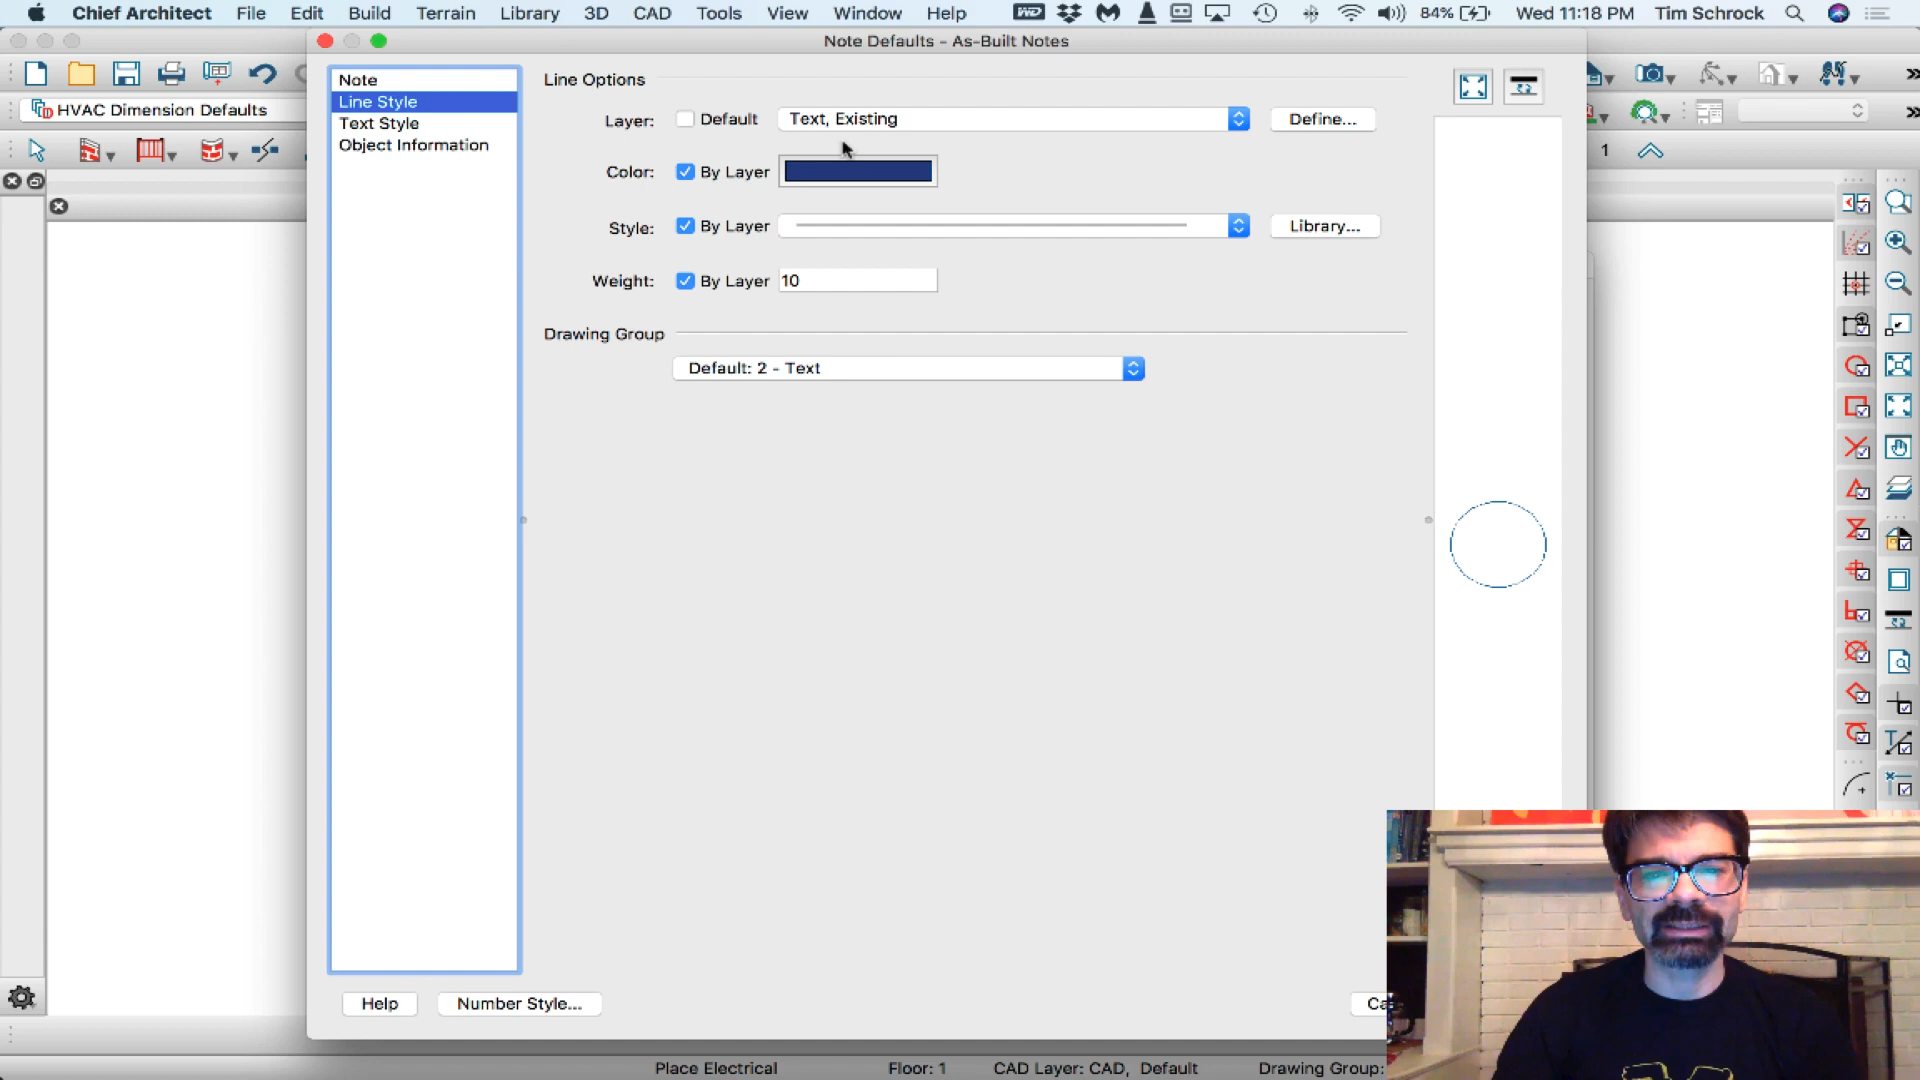 Chief Architect File Edit Build Terrain Library 3D CAD Tools View Window Help 84% Wed 11:18 PM Tim Schrock
Note Defaults - As-Built Notes
HVAC Dimension Defaults
Note
Line Style
Text Style
Object Information
Line Options
Layer: Default Text, Existing Define...
1
Color: By Layer
Style: By Layer Library...
Weight: By Layer 10
Drawing Group
Default: 2 - Text
Help Number Style... Ca
Place Electrical Floor: 1 CAD Layer: CAD, Default Drawing Group: